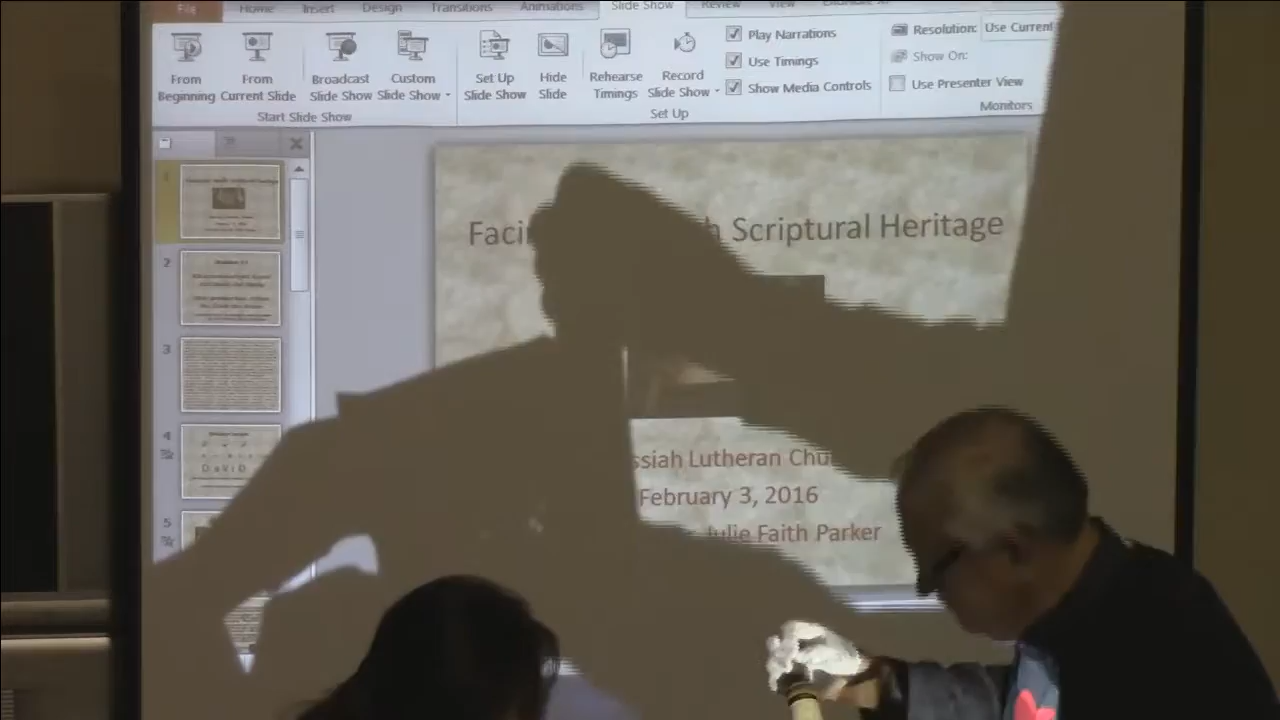 File Home Insert Design Transitions Animations Slide Show Review View
From Beginning
From Current Slide
Broadcast Slide Show
Custom Slide Show
Set Up Slide Show
Hide Slide
Rehearse Timings
Record Slide Show
Play Narrations
Use Timings
Show Media Controls
Resolution: Use Current
Show On:
Use Presenter View
Start Slide Show
Set Up
Monitors
1
2
3
4
DaViD
5
Faci h Scriptural Heritage
ssiah Lutheran Chu
February 3, 2016
Julie Faith Parker